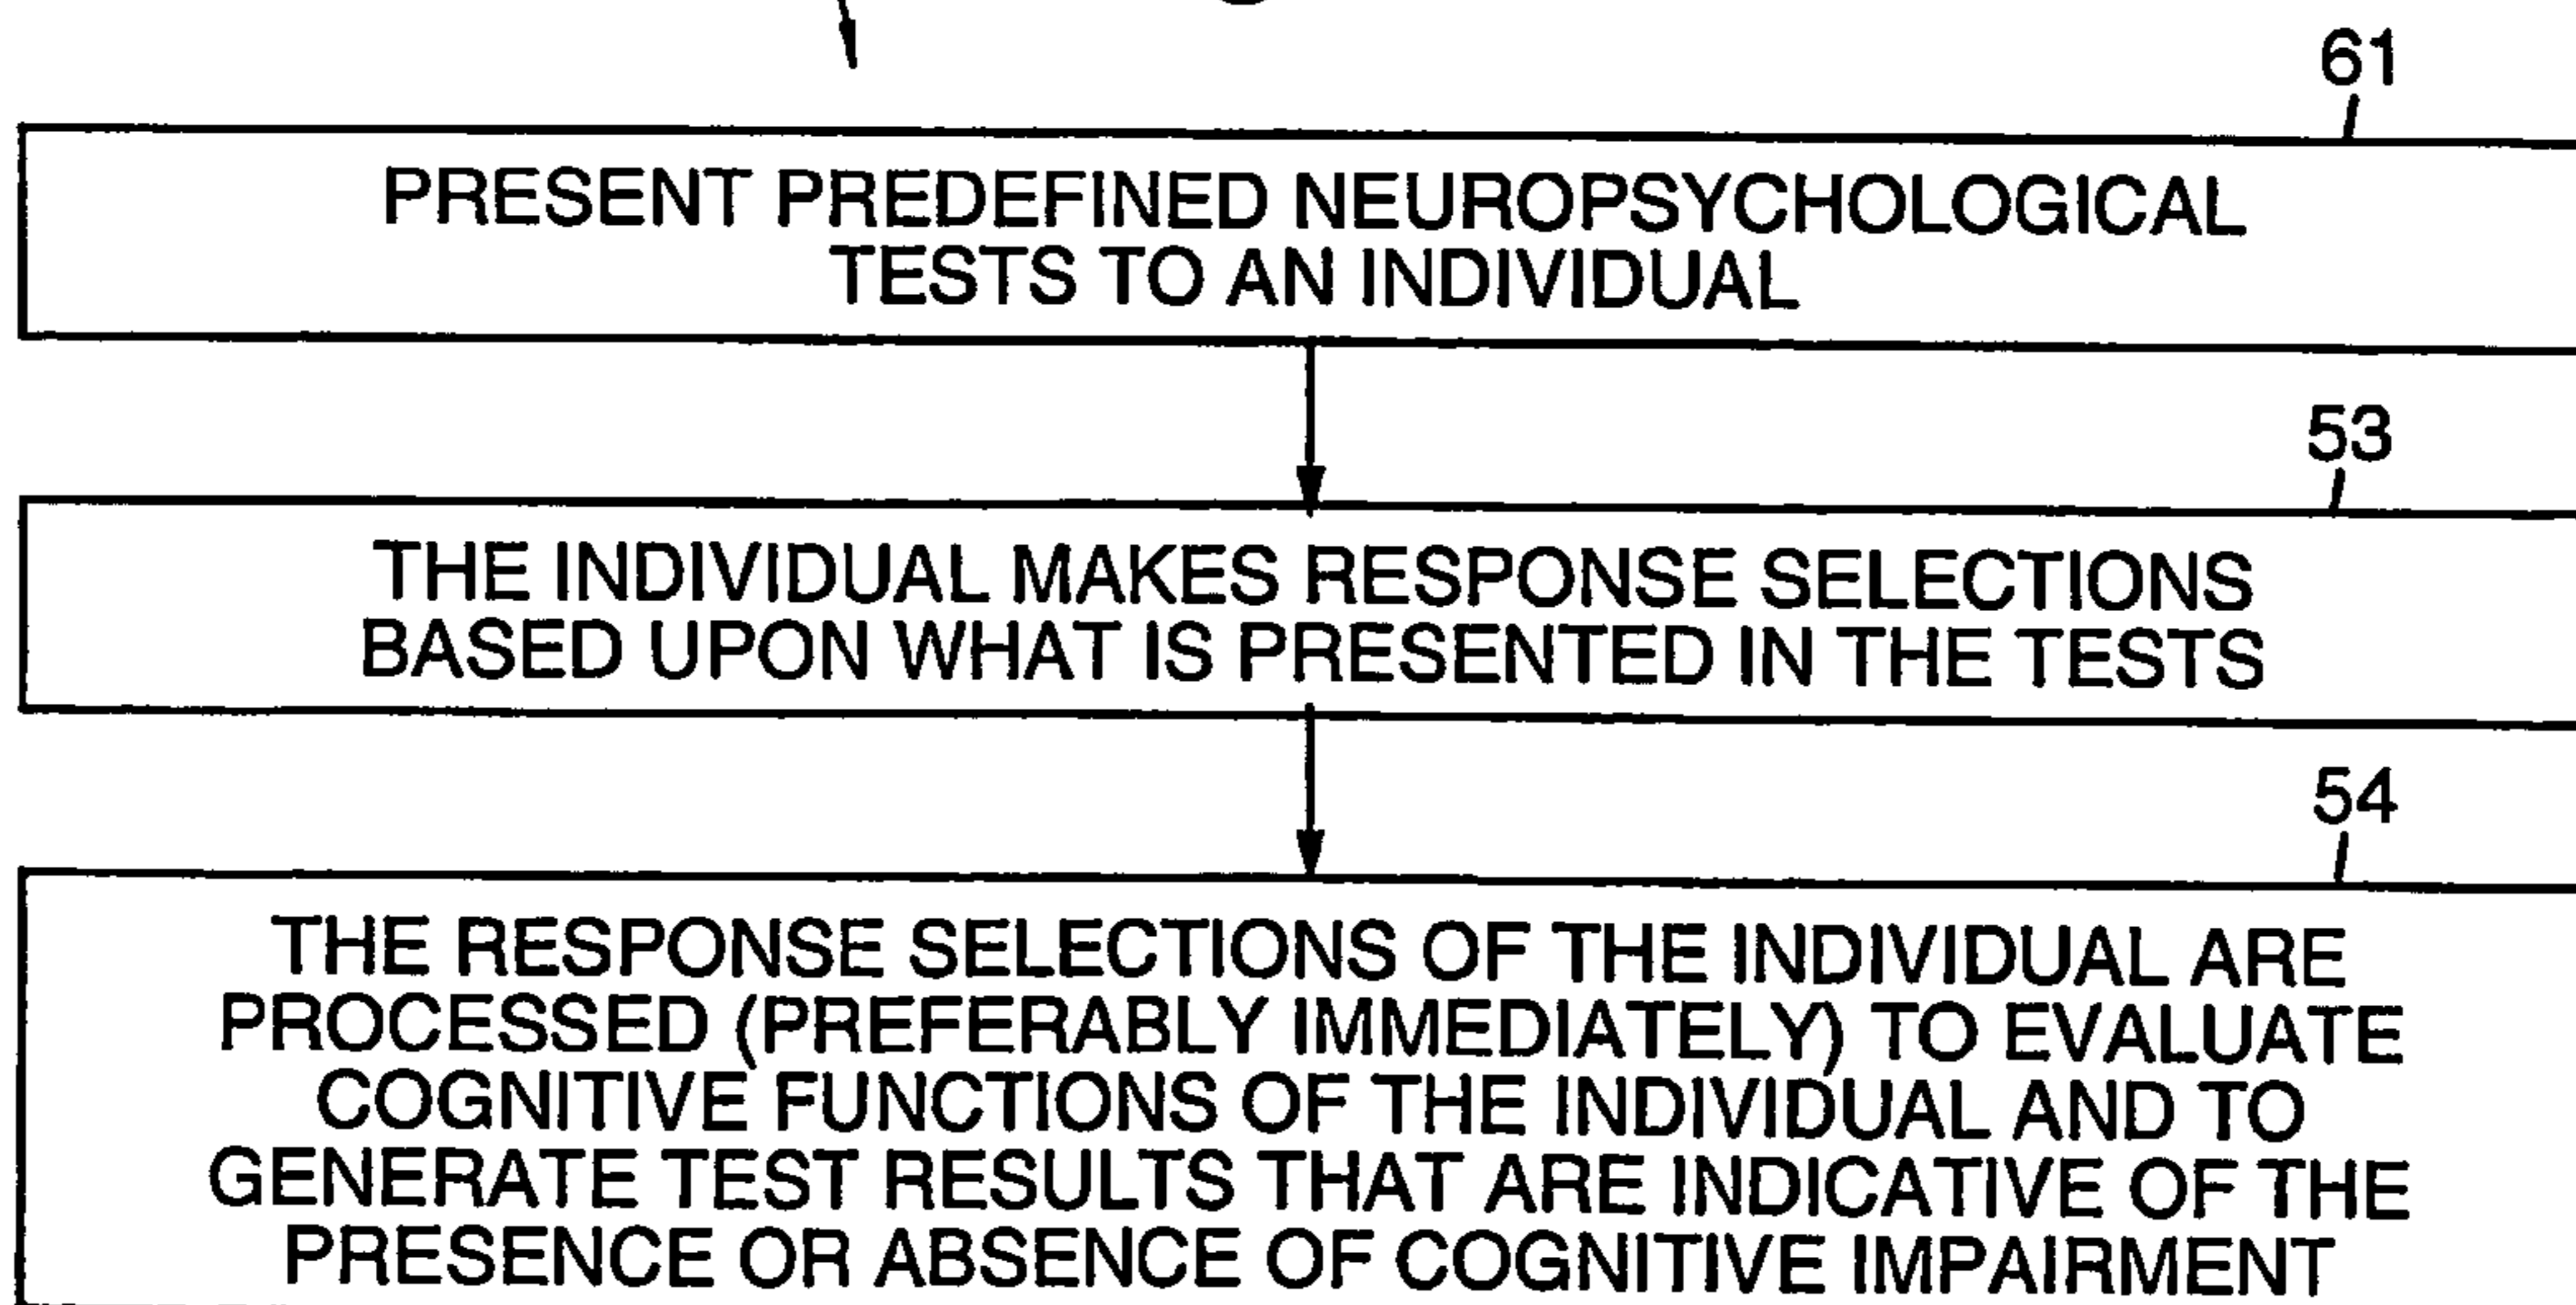 61
PRESENT PREDEFINED NEUROPSYCHOLOGICAL
TESTS TO AN INDIVIDUAL
53
THE INDIVIDUAL MAKES RESPONSE SELECTIONS
BASED UPON WHAT IS PRESENTED IN THE TESTS
54
THE RESPONSE SELECTIONS OF THE INDIVIDUAL ARE
PROCESSED (PREFERABLY IMMEDIATELY) TO EVALUATE
COGNITIVE FUNCTIONS OF THE INDIVIDUAL AND TO
GENERATE TEST RESULTS THAT ARE INDICATIVE OF THE
PRESENCE OR ABSENCE OF COGNITIVE IMPAIRMENT